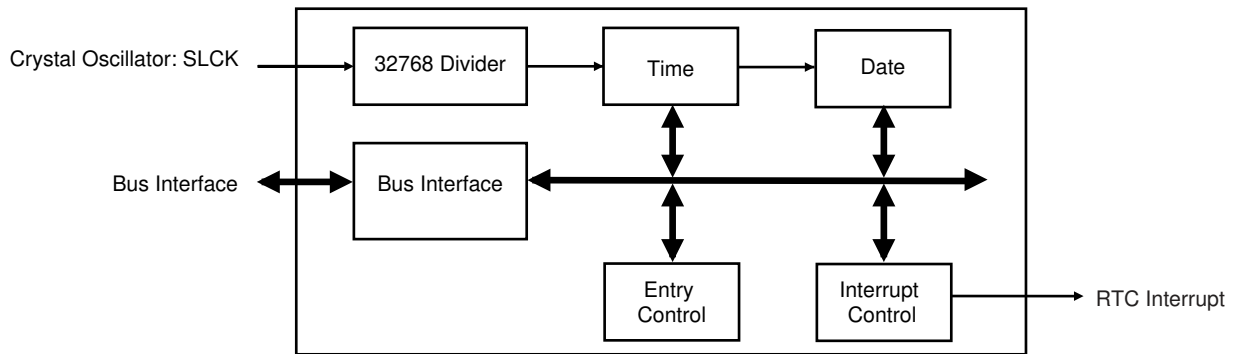 Crystal Oscillator: SLCK
32768 Divider
Time
Date
Bus Interface
Bus Interface
Entry
Control
Interrupt
Control
RTC Interrupt